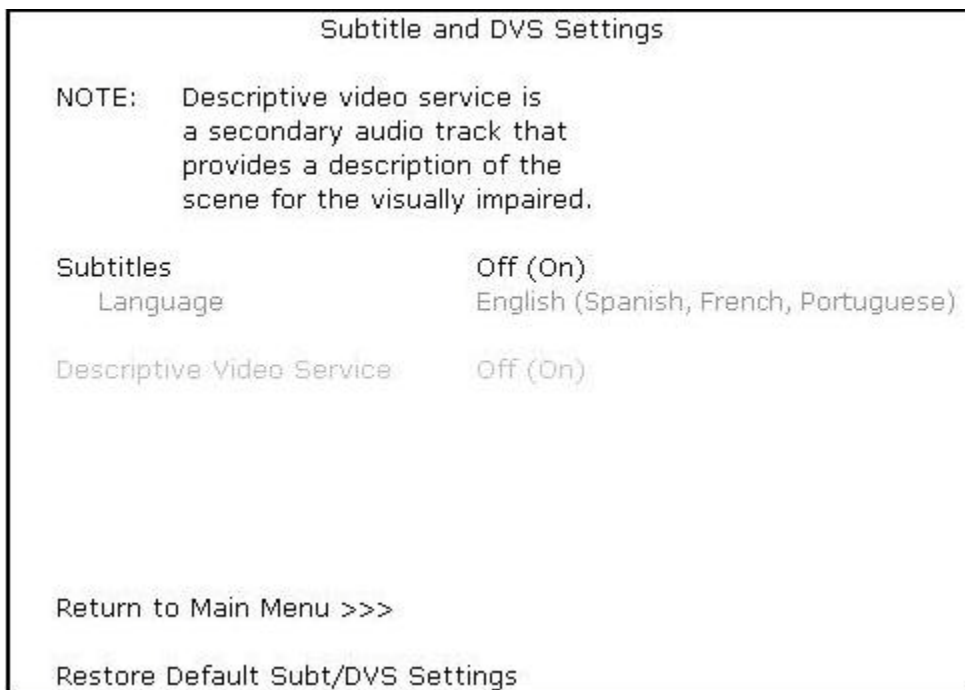 Subtitle and DVS Settings
NOTE: Descriptive video service is
a secondary audio track that
provides a description of the
scene for the visually impaired.
Subtitles Off (On)
Language English (Spanish, French, Portuguese)
Descriptive Video Service Off (On)
Return to Main Menu >>>
Restore Default Subt/DVS Settings